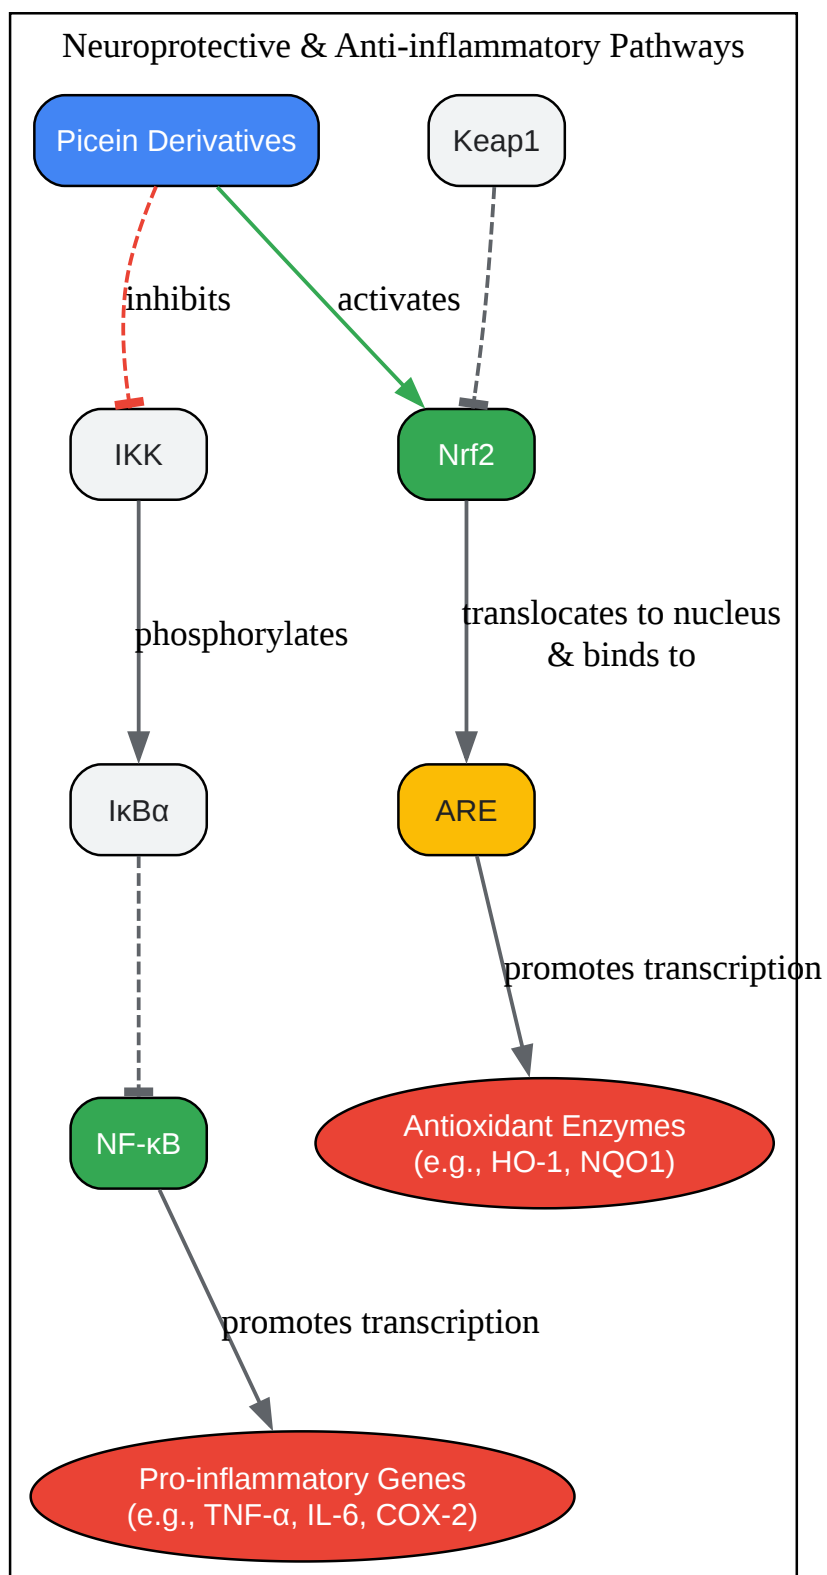 Neuroprotective & Anti-inflammatory Pathways
Picein Derivatives
Keap1
inhibits
activates
IKK
Nrf2
phosphorylates
translocates to nucleus
& binds to
IκBα
ARE
promotes transcription
NF-κB
Antioxidant Enzymes
(e.g., HO-1, NQO1)
promotes transcription
Pro-inflammatory Genes
(e.g., TNF-α, IL-6, COX-2)